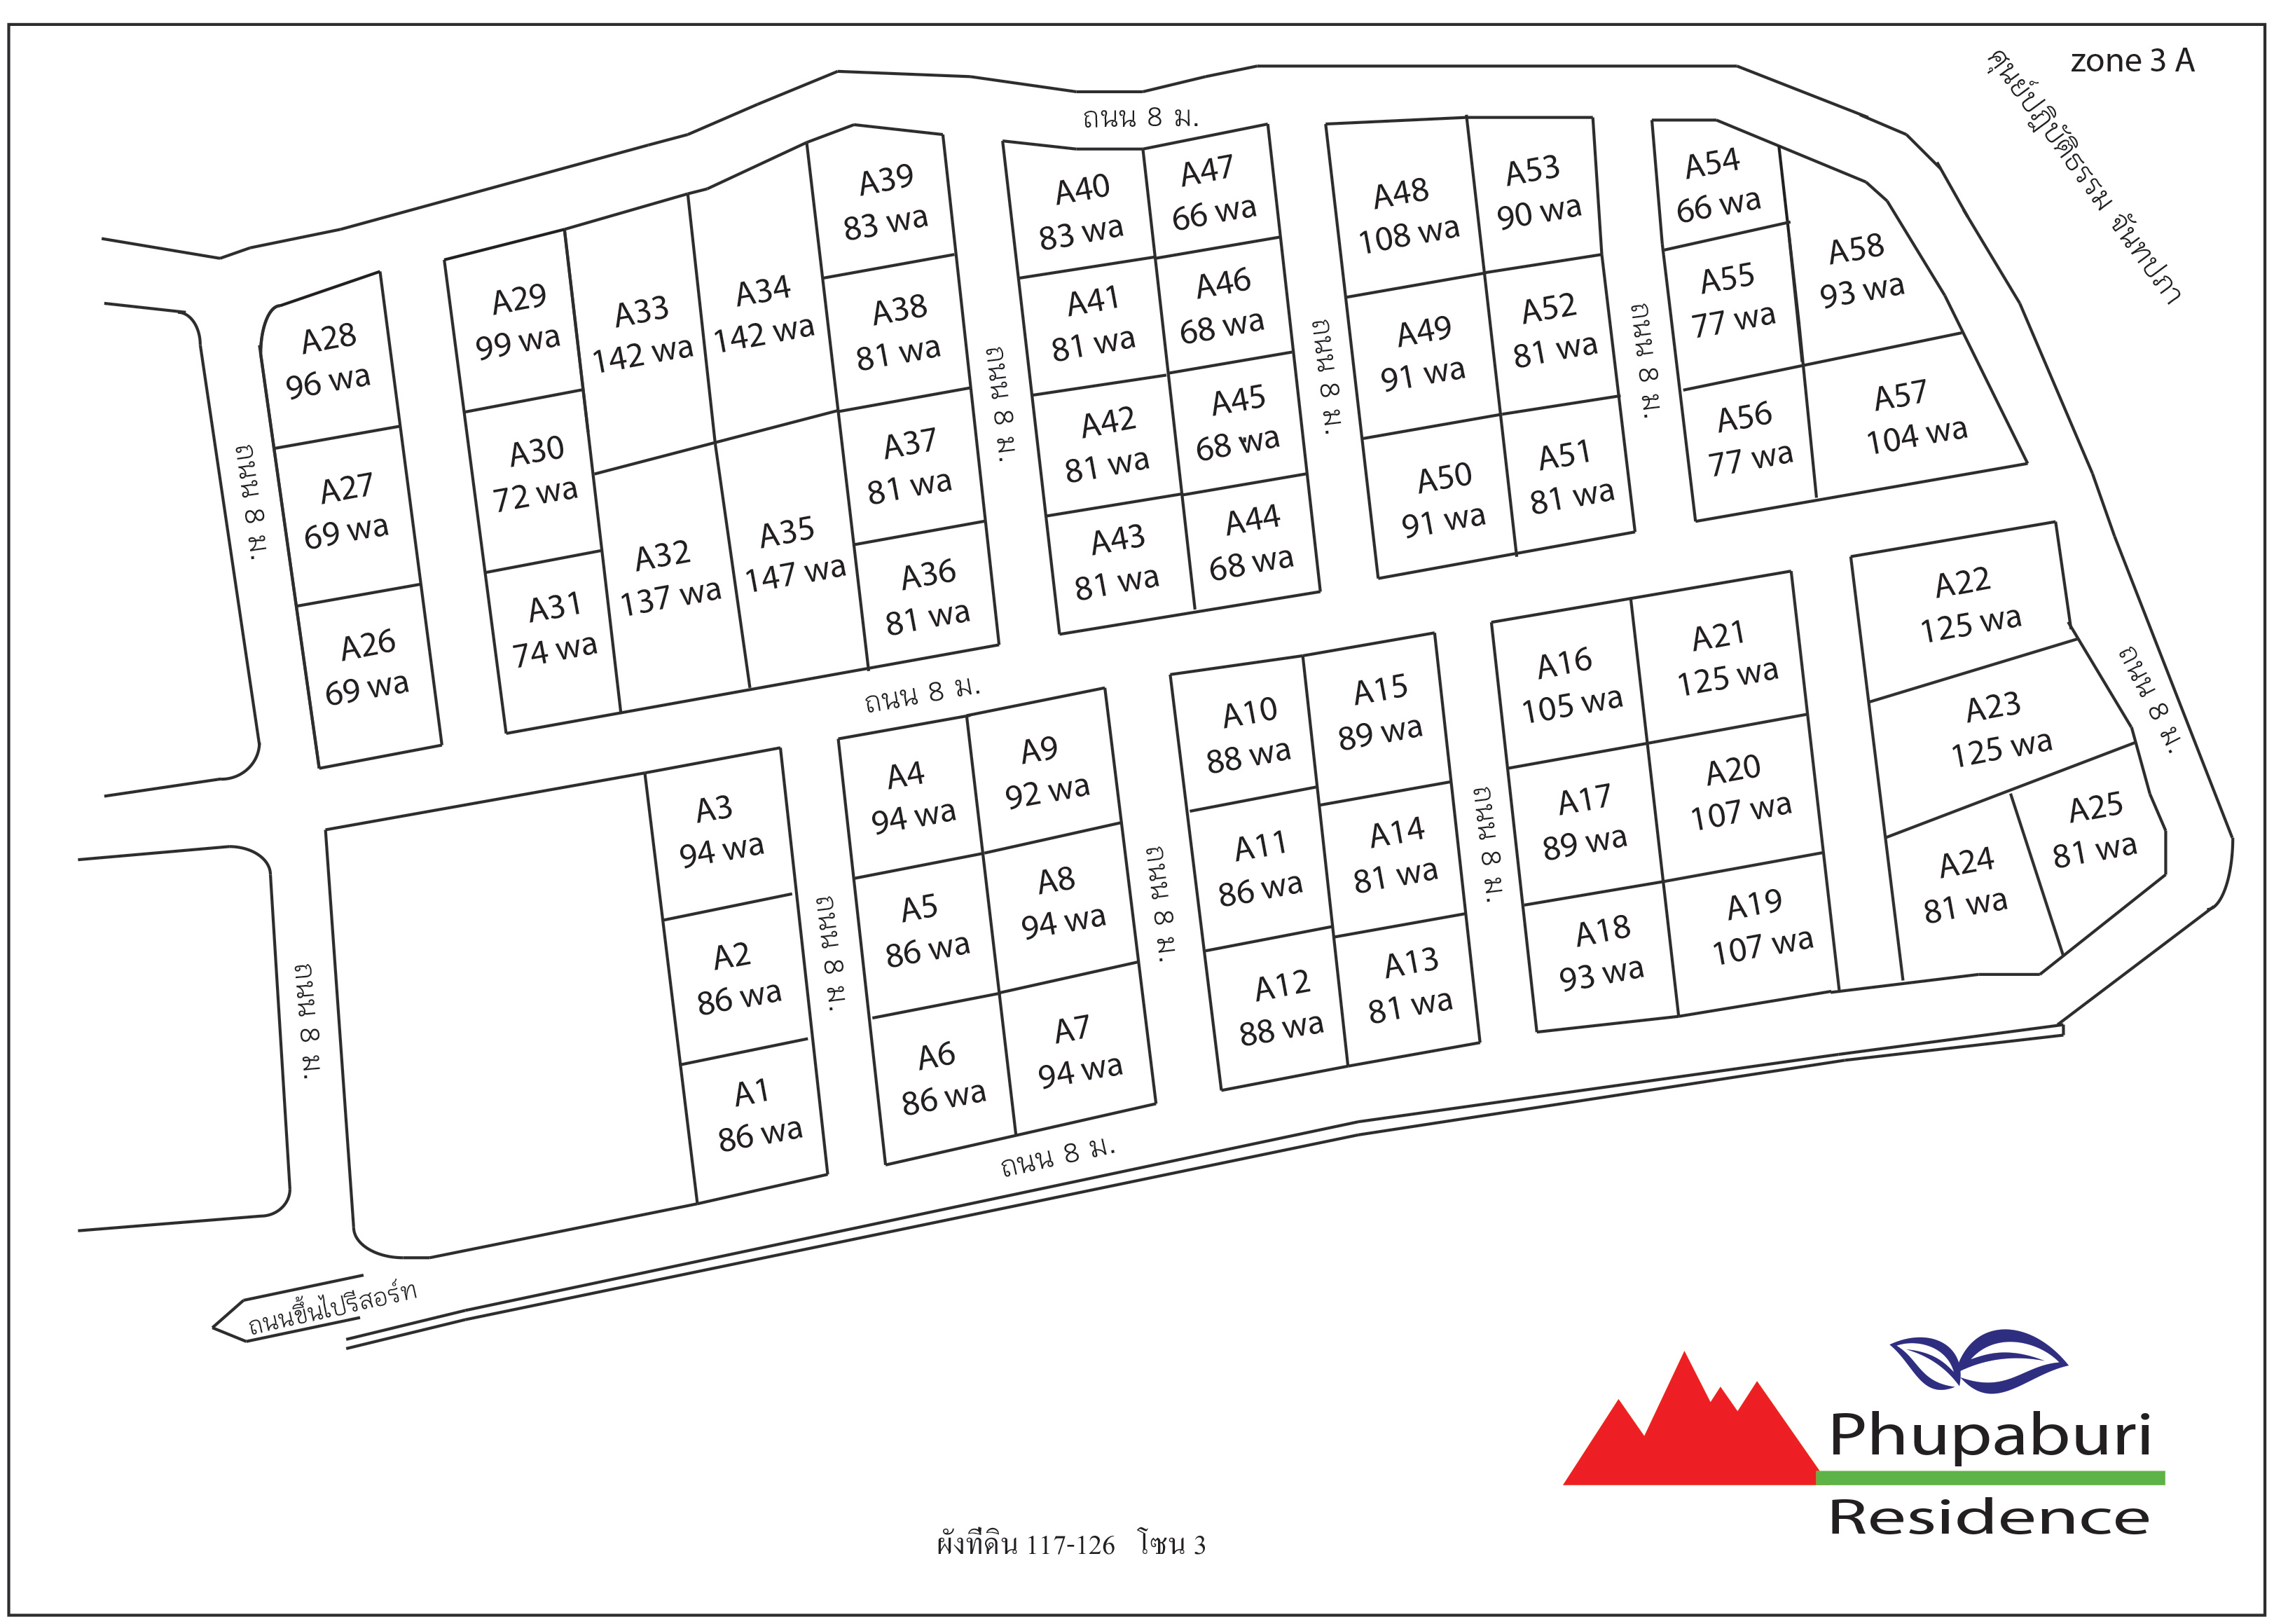 zone 3 A
ศูนย์ปฏิบัติธรรม จันทปภา
ถนน 8 ม.
A28
96 wa
A27
69 wa
A26
69 wa
ถนน 8 ม.
A29
99 wa
A30
72 wa
A31
74 wa
A33
142 wa
A32
137 wa
A34
142 wa
A35
147 wa
A39
83 wa
A38
81 wa
A37
81 wa
A36
81 wa
ถนน 8 ม.
A40
83 wa
A41
81 wa
A42
81 wa
A43
81 wa
A47
66 wa
A46
68 wa
A45
68 wa
A44
68 wa
ถนน 8 ม.
A48
108 wa
A49
91 wa
A50
91 wa
A53
90 wa
A52
81 wa
A51
81 wa
ถนน 8 ม.
A54
66 wa
A55
77 wa
A56
77 wa
A58
93 wa
A57
104 wa
ถนน 8 ม.
ถนน 8 ม.
A3
94 wa
A2
86 wa
A1
86 wa
ถนน 8 ม.
A4
94 wa
A5
86 wa
A6
86 wa
A9
92 wa
A8
94 wa
A7
94 wa
ถนน 8 ม.
A10
88 wa
A11
86 wa
A12
88 wa
A15
89 wa
A14
81 wa
A13
81 wa
ถนน 8 ม.
A16
105 wa
A17
89 wa
A18
93 wa
A21
125 wa
A20
107 wa
A19
107 wa
A22
125 wa
A23
125 wa
A24
81 wa
A25
81 wa
ถนน 8 ม.
ถนน 8 ม.
ถนนขึ้นไปรีสอร์ท
Phupaburi
Residence
ผังที่ดิน 117-126 โซน 3